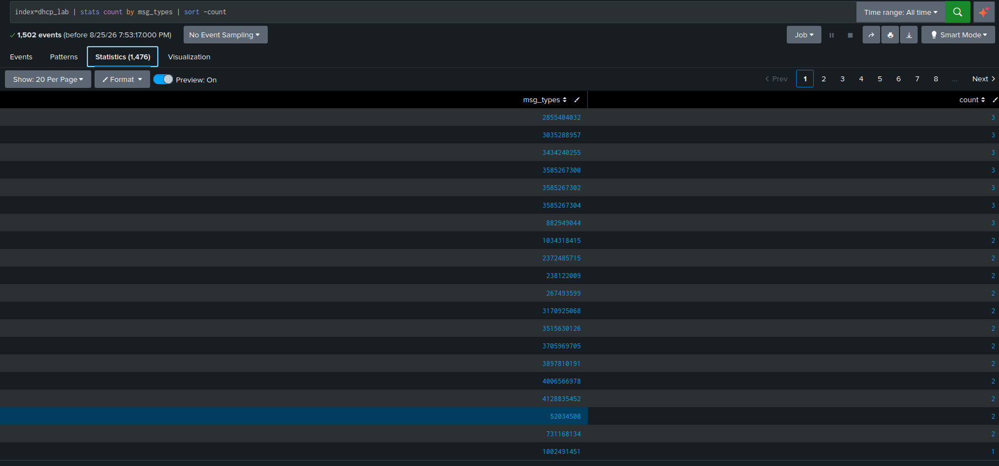 index=dhcp_lab | stats count by msg_types | sort -count
Time range: All time
1,502 events (before 8/25/26 7:53:17.000 PM)
No Event Sampling
Job
Smart Mode
Events
Patterns
Statistics (1,476)
Visualization
Show: 20 Per Page
Format
Preview: On
Prev 1 2 3 4 5 6 7 8 ... Next
msg_types count
2855404032 3
3035288957 3
3434240255 3
3585267300 3
3585267302 3
3585267304 3
882949044 3
1034318415 2
2372485715 2
238122009 2
267493599 2
3170925068 2
3515630126 2
3705969705 2
3897810191 2
4006566978 2
4128835452 2
52034508 2
731168134 2
1002491451 1